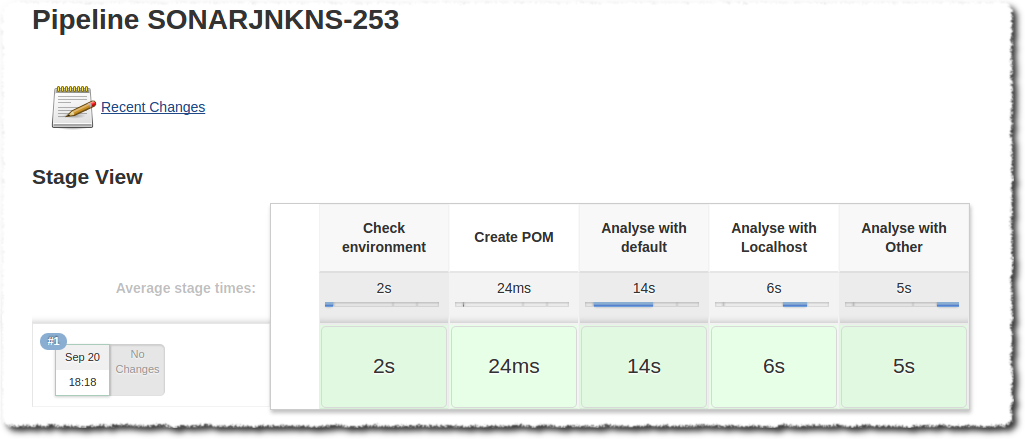 Pipeline SONARJNKNS-253
Recent Changes
Stage View
Check
environment
Create POM
Analyse with
default
Analyse with
Localhost
Analyse with
Other
Average stage times:
2s
24ms
14s
6s
5s
#1
Sep 20
18:18
No
Changes
2s
24ms
14s
6s
5s